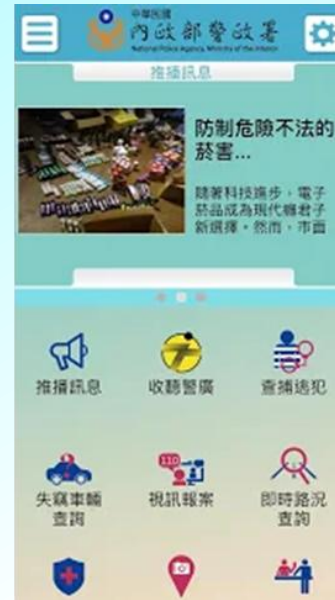 中華民國
內政部警政署
National Police Agency, Ministry of the Interior
推播訊息
防制危險不法的
菸害...
隨著科技進步，電子
菸品成為現代癮君子
新選擇。然而，市面
推播訊息
收聽警廣
查捕逃犯
失竊車輛
查詢
110
視訊報案
即時路況
查詢